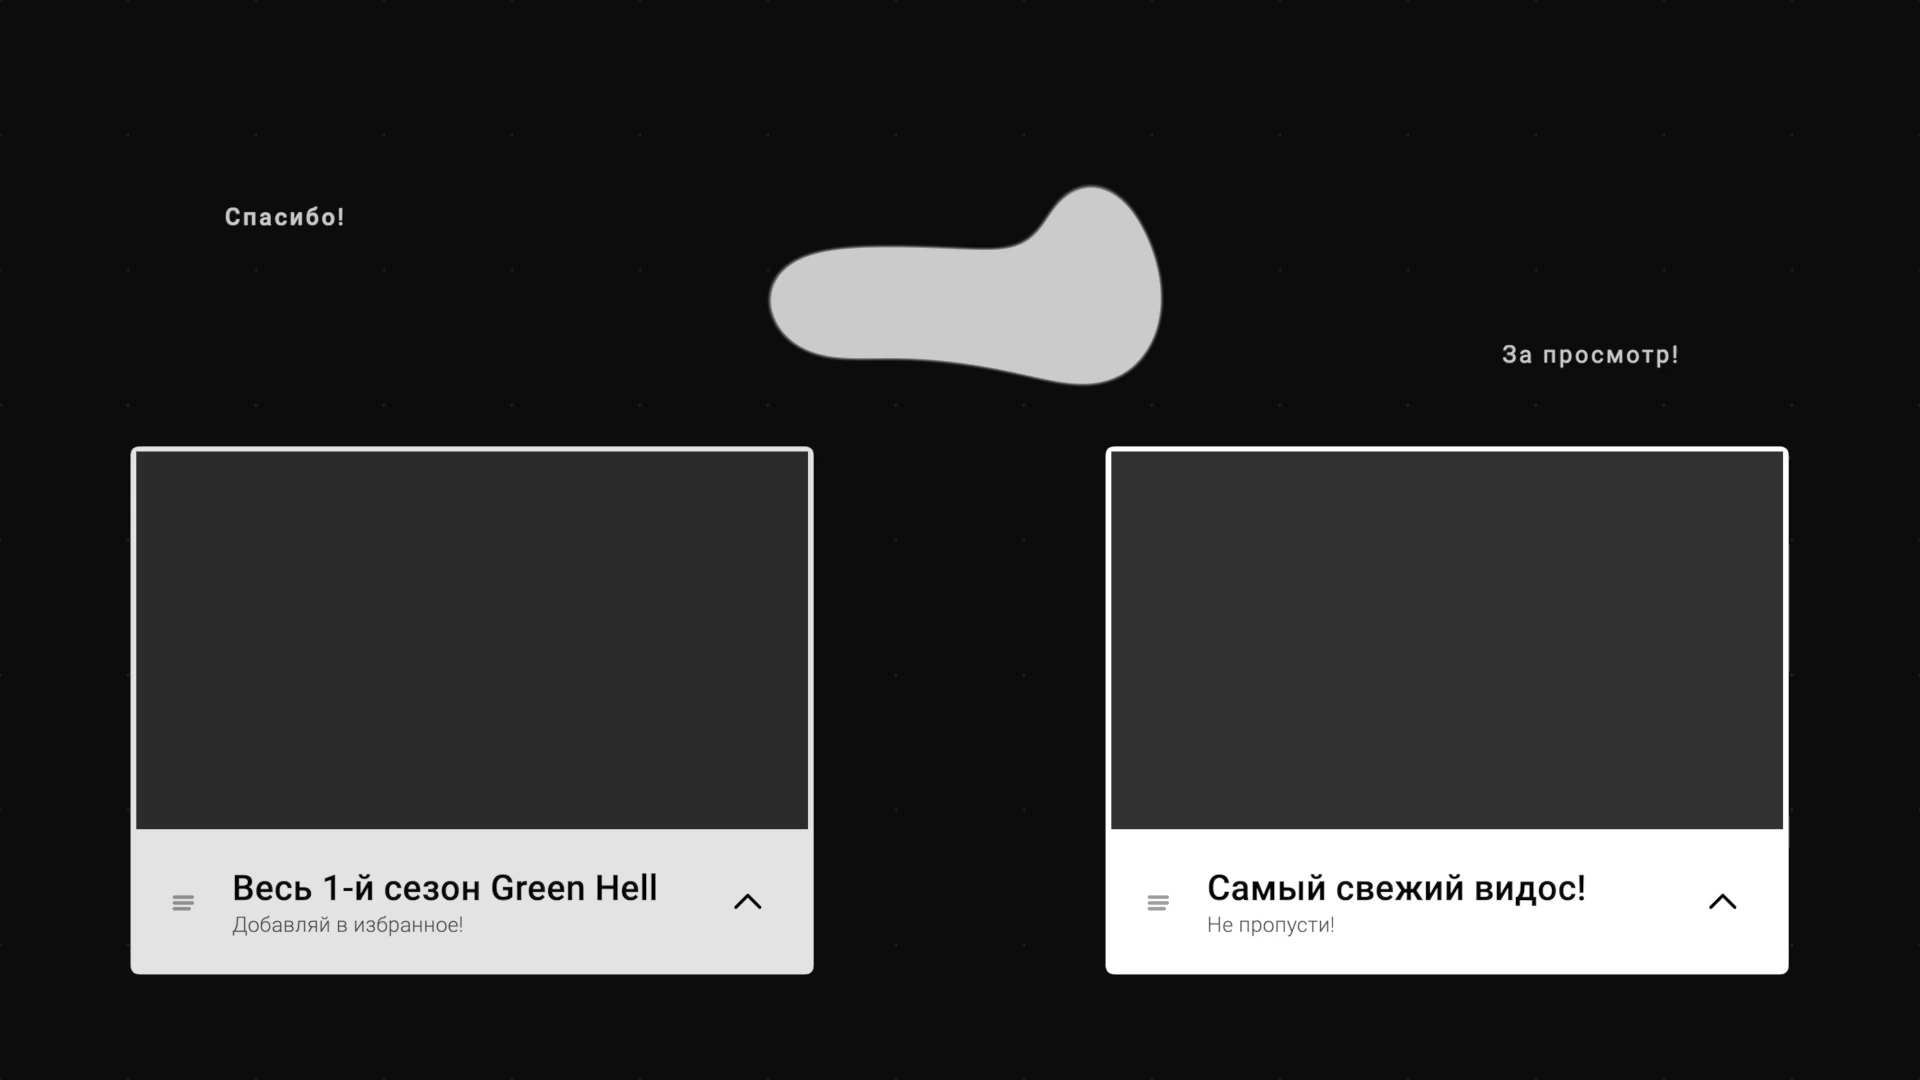 Спасибо!
За просмотр!
Весь 1-й сезон Green Hell
Добавляй в избранное!
Самый свежий видос!
Не пропусти!